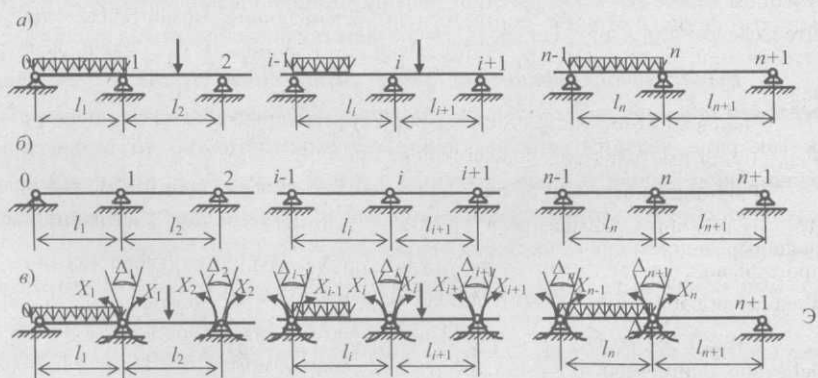 а)
0 1 2 i-1 i i+1 n-1 n n+1
l₁ l₂ lᵢ lᵢ₊₁ lₙ lₙ₊₁
б)
0 1 2 i-1 i i+1 n-1 n n+1
l₁ l₂ lᵢ lᵢ₊₁ lₙ lₙ₊₁
в)
Δ₁ Δ₂ Δᵢ₋₁ Δᵢ Δᵢ₊₁ Δₙ Δₙ₊₁
X₁ X₁ X₂ X₂ Xᵢ₋₁ Xᵢ Xᵢ Xᵢ₊ Xᵢ₊₁ Xₙ₋₁ Xₙ
0 n+1 Э
l₁ l₂ lᵢ lᵢ₊₁ lₙ lₙ₊₁